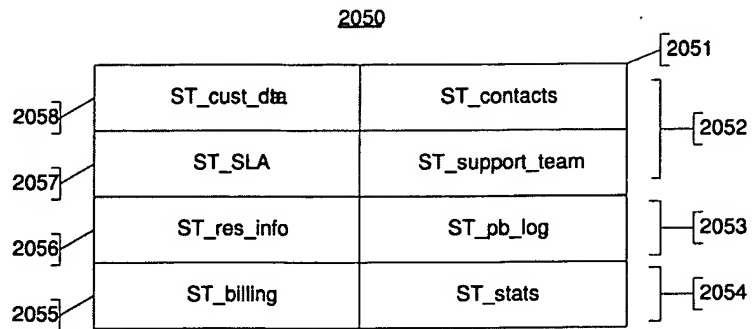 2050
2051
ST_cust_dta ST_contacts
2058
2052
ST_SLA ST_support_team
2057
ST_res_info ST_pb_log
2053
2056
ST_billing ST_stats
2054
2055